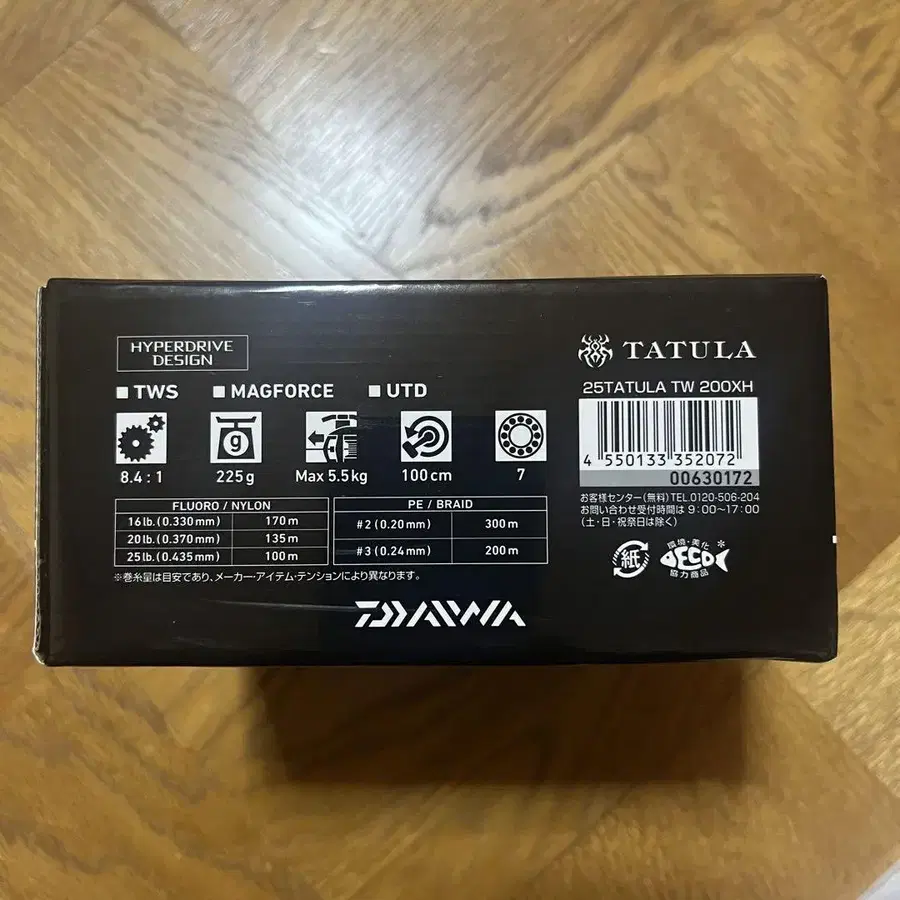 HYPERDRIVE
DESIGN
■ TWS ■ MAGFORCE ■ UTD
g
8.4 : 1 225g Max 5.5kg 100cm 7
FLUORO / NYLON
16lb.(0.330mm) 170m
20lb.(0.370mm) 135m
25lb.(0.435mm) 100m
PE / BRAID
#2 (0.20mm) 300m
#3 (0.24mm) 200m
※巻糸量は目安であり、メーカー・アイテム・テンションにより異なります。
DAIWA
TATULA
25TATULA TW 200XH
4 550133 352072
00630172
お客様センター(無料)TEL.0120-506-204
お問い合わせ受付時間は 9:00~17:00
(土・日・祝祭日は除く)
紙
環境・美化
DECO
協力商品